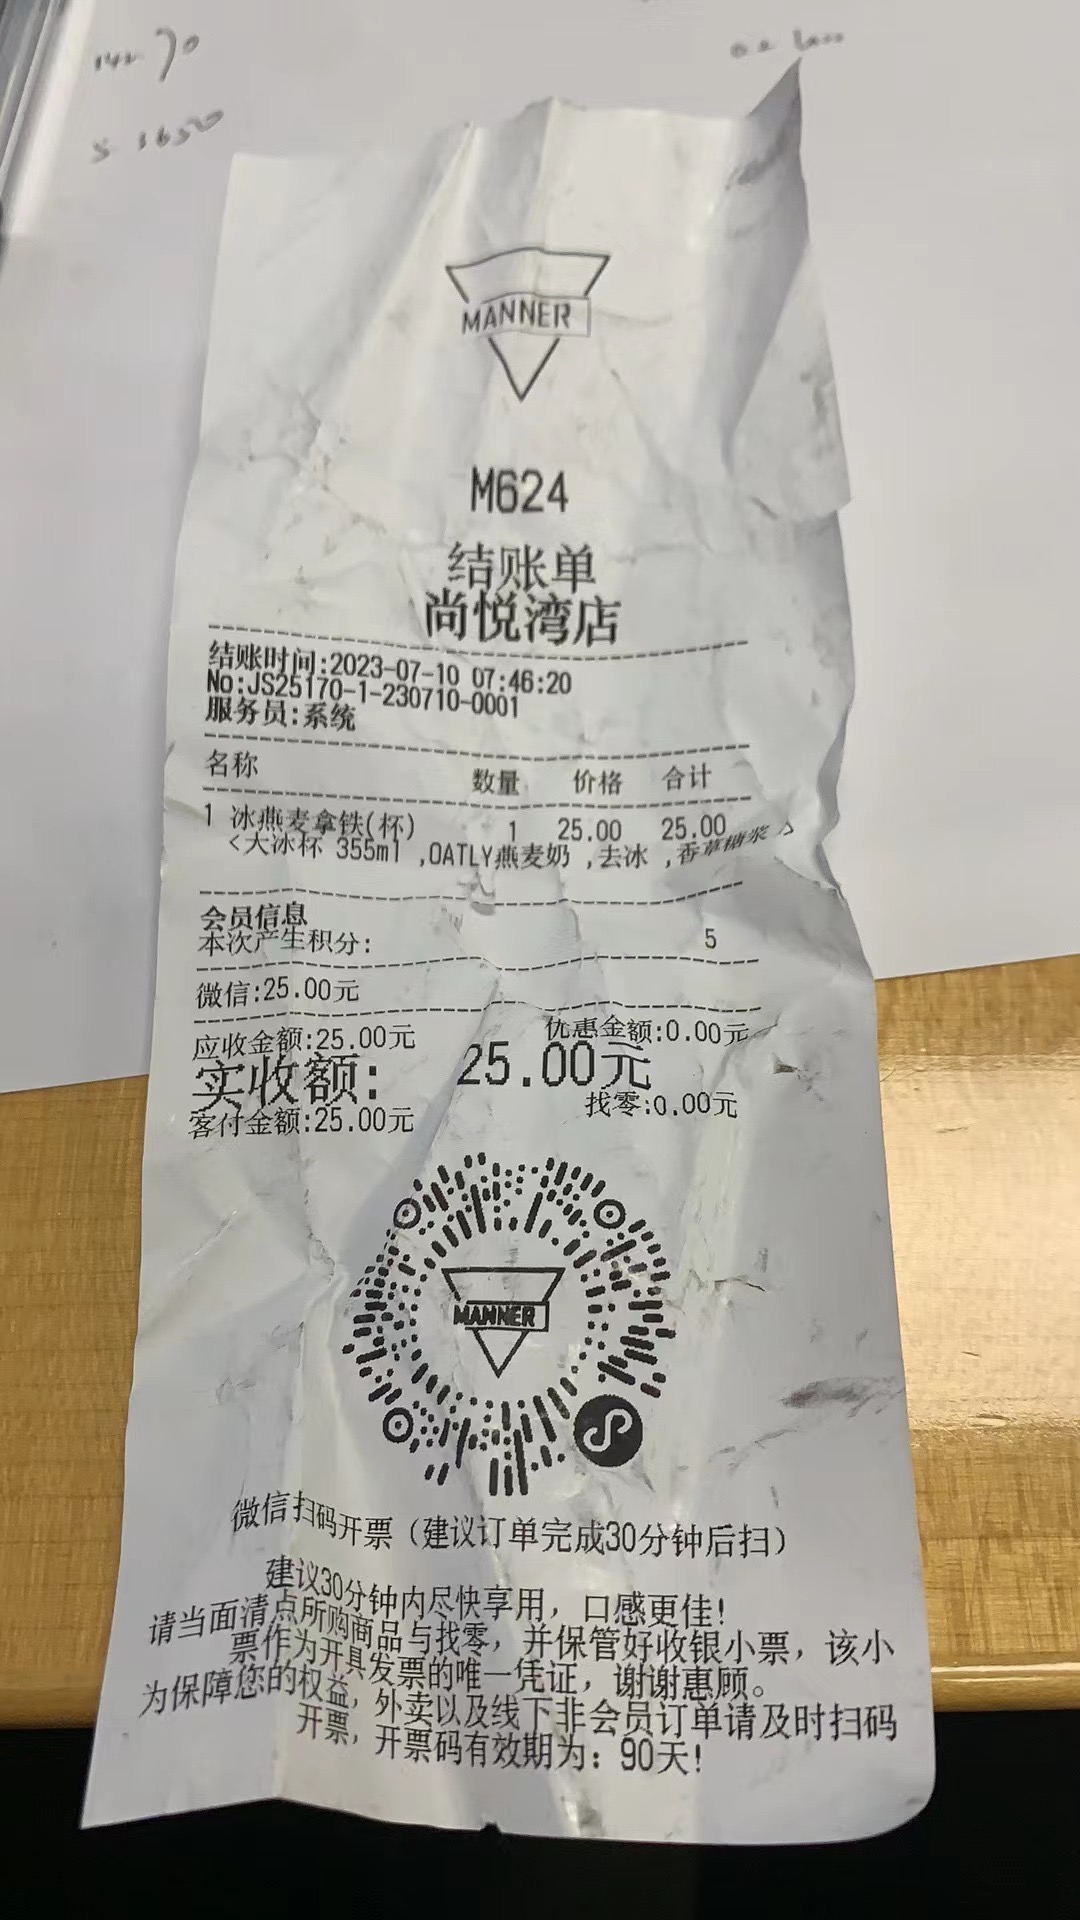 70
1650
MANNER
M624
结账单
尚悦湾店
结账时间:2023-07-10 07:46:20
No:JS25170-1-230710-0001
服务员:系统
名称 数量 价格 合计
1 冰燕麦拿铁(杯) 1 25.00 25.00
<大冰杯 355ml ,OATLY燕麦奶 ,去冰 ,香草糖浆 >
会员信息
本次产生积分: 5
微信:25.00元
应收金额:25.00元 优惠金额:0.00元
实收额: 25.00元
客付金额:25.00元 找零:0.00元
MANNER
微信扫码开票（建议订单完成30分钟后扫）
建议30分钟内尽快享用，口感更佳!
请当面清点所购商品与找零，并保管好收银小票，该小
票作为开具发票的唯一凭证，谢谢惠顾。
为保障您的权益，外卖以及线下非会员订单请及时扫码
开票，开票码有效期为: 90天!